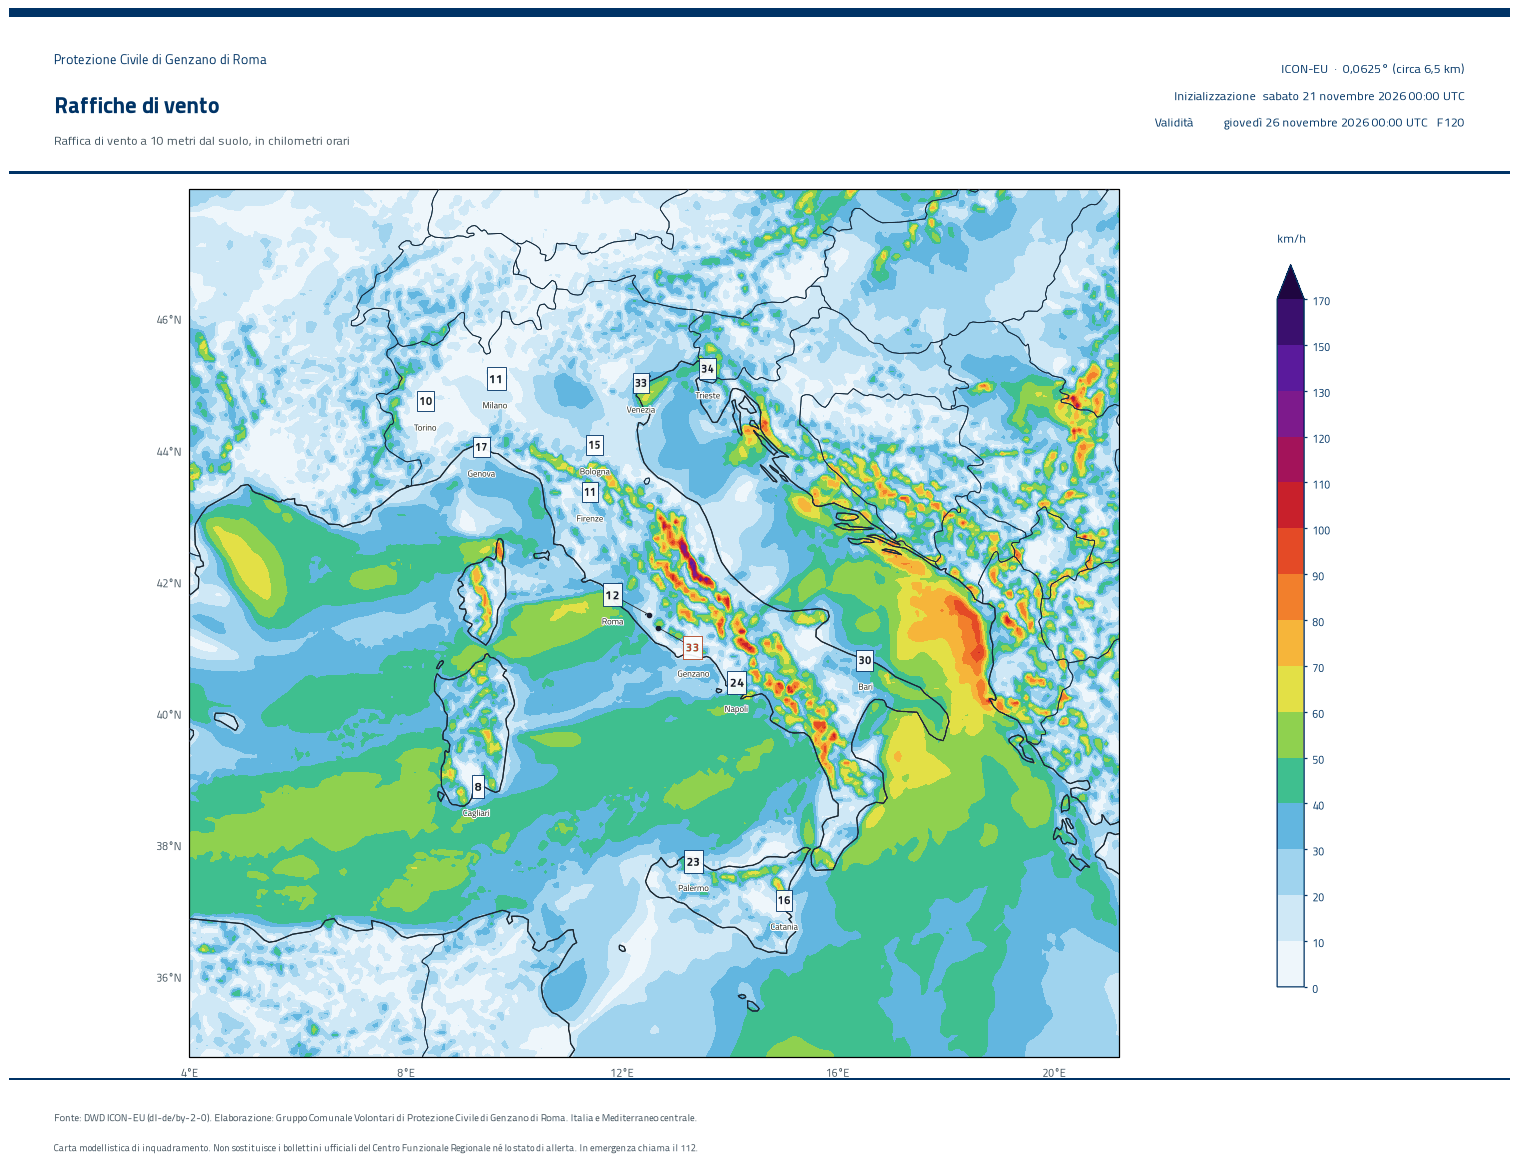 Protezione Civile di Genzano di Roma
Raffiche di vento
Raffica di vento a 10 metri dal suolo, in chilometri orari
ICON-EU · 0,0625° (circa 6,5 km)
Inizializzazione sabato 21 novembre 2026 00:00 UTC
Validità giovedì 26 novembre 2026 00:00 UTC F120
km/h
170
150
130
120
110
100
90
80
70
60
50
40
30
20
10
0
46°N
44°N
42°N
40°N
38°N
36°N
4°E
8°E
12°E
16°E
20°E
10
Torino
11
Milano
33
Venezia
34
Trieste
17
Genova
15
Bologna
11
Firenze
12
Roma
33
Genzano
24
Napoli
30
Bari
8
Cagliari
23
Palermo
16
Catania
Fonte: DWD ICON-EU (dl-de/by-2-0). Elaborazione: Gruppo Comunale Volontari di Protezione Civile di Genzano di Roma. Italia e Mediterraneo centrale.
Carta modellistica di inquadramento. Non sostituisce i bollettini ufficiali del Centro Funzionale Regionale né lo stato di allerta. In emergenza chiama il 112.